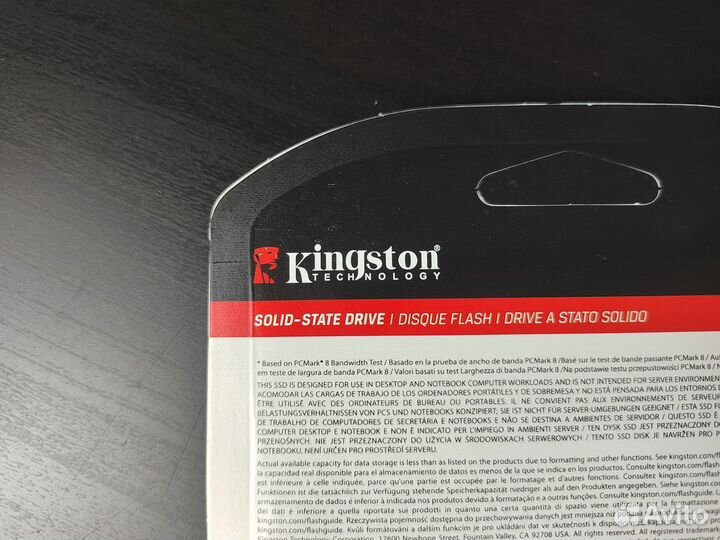 Kingston®
TECHNOLOGY
SOLID-STATE DRIVE | DISQUE FLASH | DRIVE A STATO SOLIDO
* Based on PCMark® 8 Bandwidth Test / Basado en la prueba de ancho de banda PCMark 8 /Basé sur le test de bande passante PCMark 8 / Auf
em teste de largura de banda PCMark 8 / Valori basati su test Larghezza di banda PCMark 8 / Na podstawie testu przepustowości PCMark 8 / N
THIS SSD IS DESIGNED FOR USE IN DESKTOP AND NOTEBOOK COMPUTER WORKLOADS AND IS NOT INTENDED FOR SERVER ENVIRONMEN
ACOMODAR LAS CARGAS DE TRABAJO DE LOS ORDENADORES PORTÁTILES Y DE SOBREMESA Y NO ESTÁ PENSADA PARA LOS ENTORNOS
ÊTRE UTILISÉ AVEC DES ORDINATEURS DE BUREAU OU PORTABLES. IL NE CONVIENT PAS AUX ENVIRONNEMENTS DE SERVEUR
BELASTUNGSVERHÄLTNISSEN VON PCS UND NOTEBOOKS KONZIPIERT; SIE IST NICHT FÜR SERVER-UMGEBUNGEN GEEIGNET / ESTA SSD FO
DE TRABALHO DE COMPUTADORES DE SECRETÁRIA E NOTEBOOKS E NÃO SE DESTINA A AMBIENTES DE SERVIDOR / QUESTO SSD È
COMPUTER DESKTOP E NOTEBOOK E NON È INDICATO PER L'IMPIEGO IN AMBIENTI SERVER / TEN DYSK SSD JEST PRZEZNACZONY DO
PRZENOŚNYCH. NIE JEST PRZEZNACZONY DO UŻYCIA W ŚRODOWISKACH SERWEROWYCH / TENTO SSD DISK JE NAVRŽEN PRO
NOTEBOOKU, NENÍ URČEN PRO PROSTŘEDÍ SERVERU.
Actual available capacity for data storage is less than as listed on the products due to formatting and other functions. See kingston.com/fla
la capacidad real disponible para el almacenamiento de datos es menos de la que se indica en los productos. Consulte kingston.com/flashg
est inférieure à celle indiquée, parce qu'une partie est occupée par le formatage et d'autres fonctions. Consultez kingston.com/flashgu
Funktionen ist die tatsächlich zur Verfügung stehende Speicherkapazität niedriger als auf den Produkten angegeben. Siehe kingston.com
armazenamento de dados é inferior à indicada nos produtos devido à formatação e a outras funções. Consulte kingston.com/flashguide.
dei dati è inferiore a quella riportata sui prodotti in quanto una certa quantità di spazio viene utilizzata per la formattazione
kingston.com/flashguide. Rzeczywista pojemność dostępna do przechowywania danych jest mniejsza niż
kingston.com/flashguide. Kvůli formátování a dalším funkcím je pro ukládání dat ve skutečnosti k dispozici
Kingston Technology Corporation, 17600 Newhope Street, Fountain Valley, CA 92708 USA. All rights reserved. All registered trademark
Avito